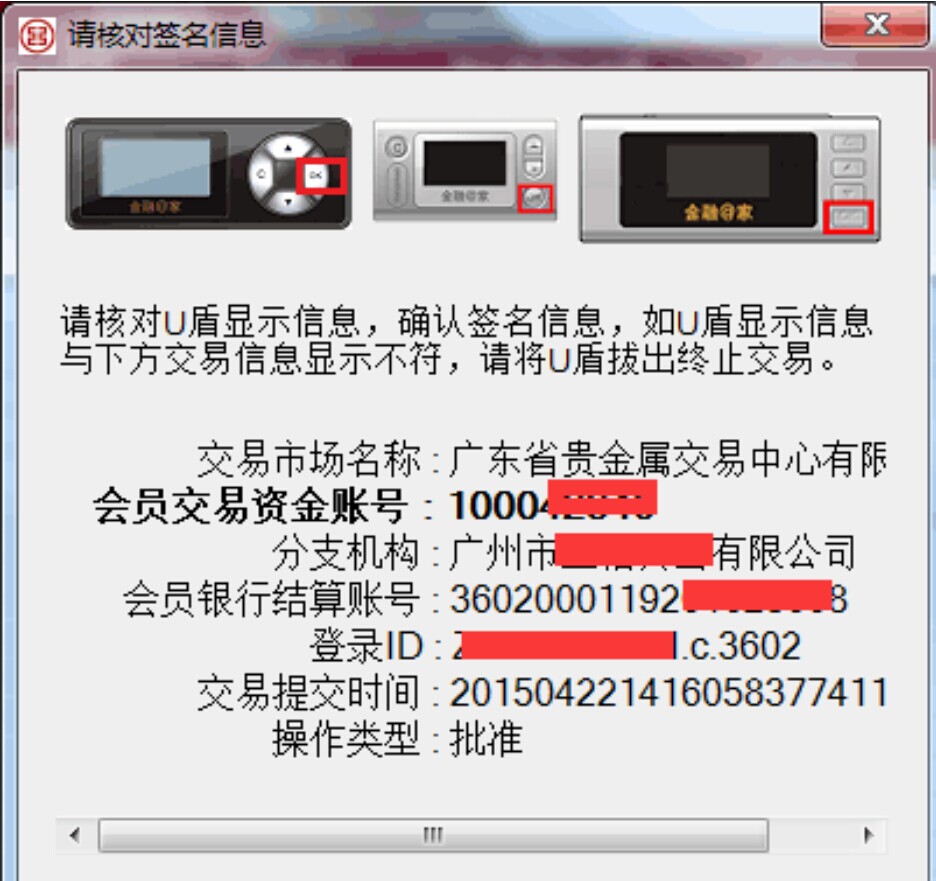 请核对签名信息
金融@家
金融@家
金融@家
OK
请核对U盾显示信息，确认签名信息，如U盾显示信息
与下方交易信息显示不符，请将U盾拔出终止交易。
交易市场名称：广东省贵金属交易中心有限
会员交易资金账号：10004
分支机构：广州市 有限公司
会员银行结算账号：36020001192 8
登录ID：Z l.c.3602
交易提交时间：201504221416058377411
操作类型：批准